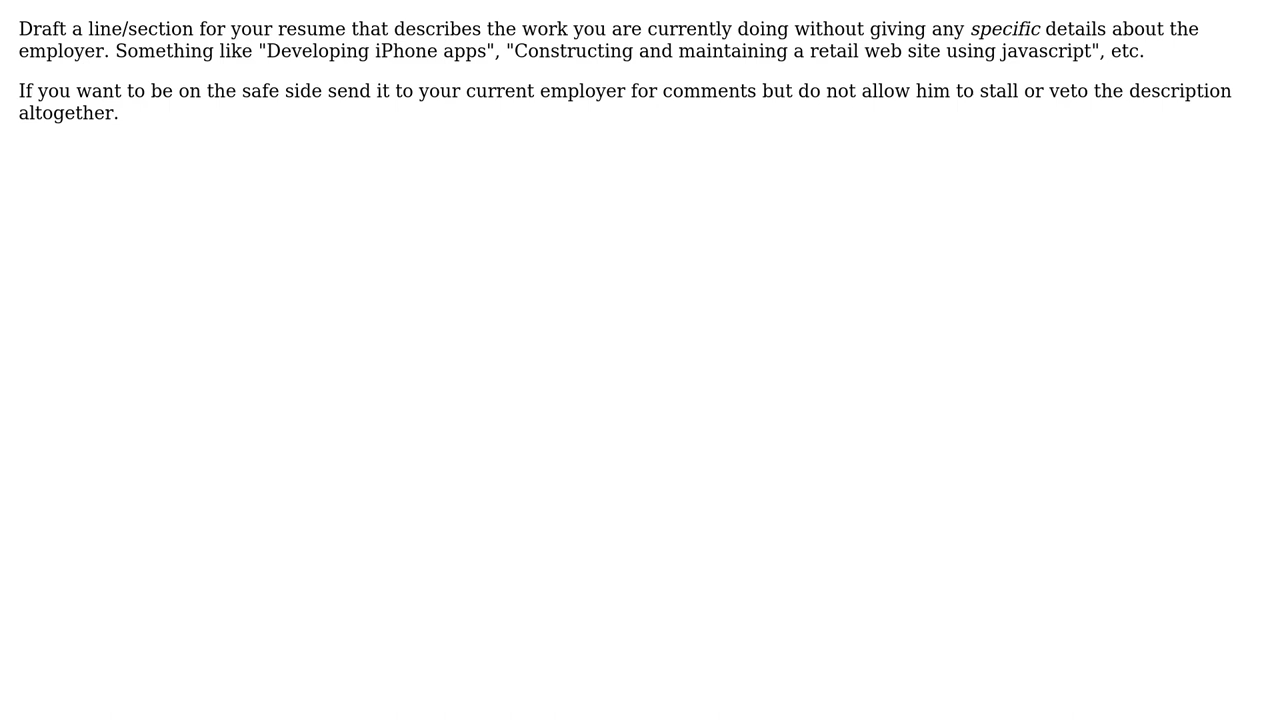 Draft a line/section for your resume that describes the work you are currently doing without giving any specific details about the
employer. Something like "Developing iPhone apps", "Constructing and maintaining a retail web site using javascript", etc.
If you want to be on the safe side send it to your current employer for comments but do not allow him to stall or veto the description
altogether.